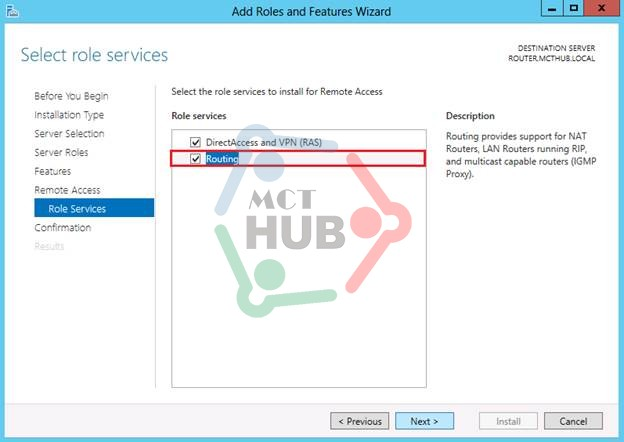 Add Roles and Features Wizard
Select role services
DESTINATION SERVER
ROUTER.MCTHUB.LOCAL
Before You Begin
Installation Type
Server Selection
Server Roles
Features
Remote Access
Role Services
Confirmation
Results
Select the role services to install for Remote Access
Role services
DirectAccess and VPN (RAS)
Routing
MCT
HUB
Description
Routing provides support for NAT
Routers, LAN Routers running RIP,
and multicast capable routers (IGMP
Proxy).
< Previous
Next >
Install
Cancel